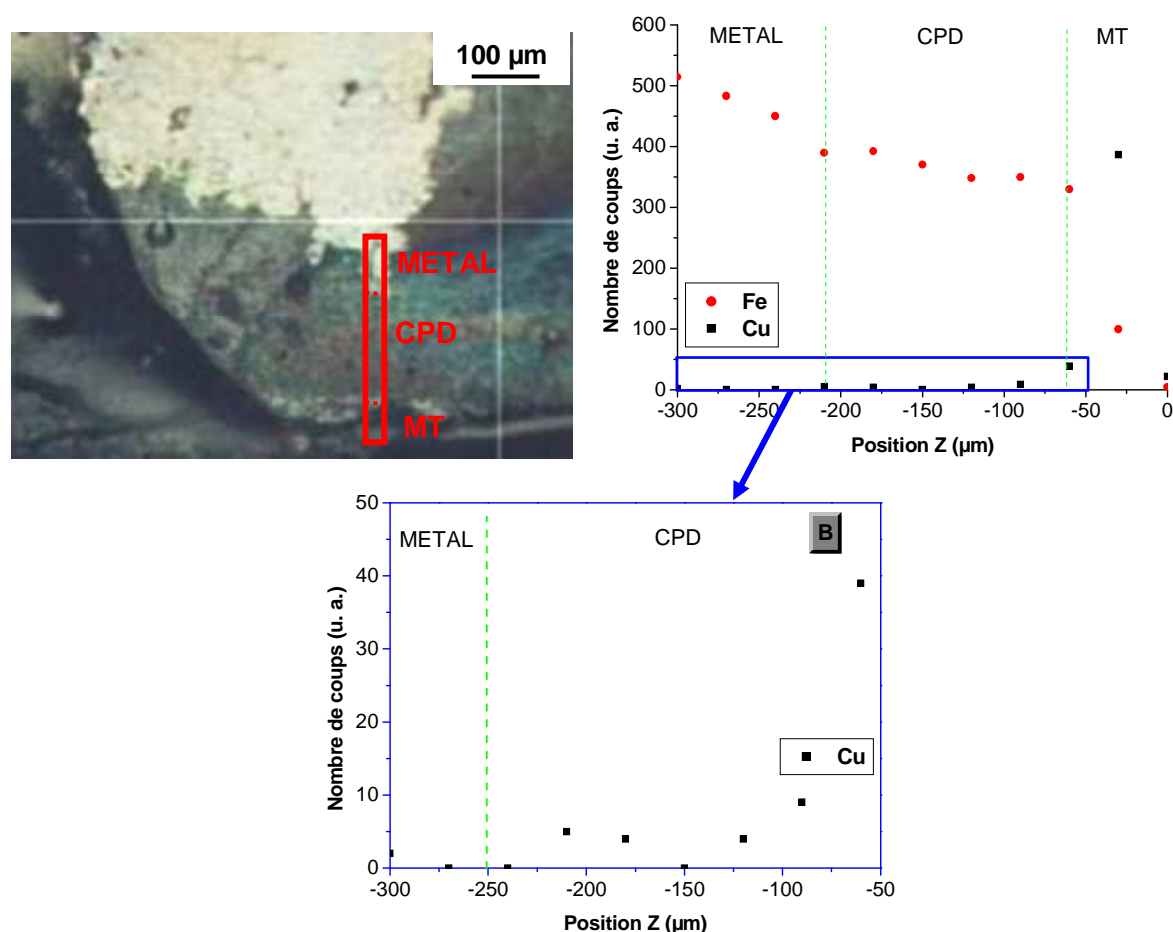 100 µm
METAL
CPD
MT
METAL
CPD
MT
600
500
400
300
200
100
0
Nombre de coups (u. a.)
Fe
Cu
-300
-250
-200
-150
-100
-50
0
Position Z (µm)
METAL
CPD
B
50
40
30
20
10
0
Nombre de coups (u. a.)
Cu
-300
-250
-200
-150
-100
-50
Position Z (µm)